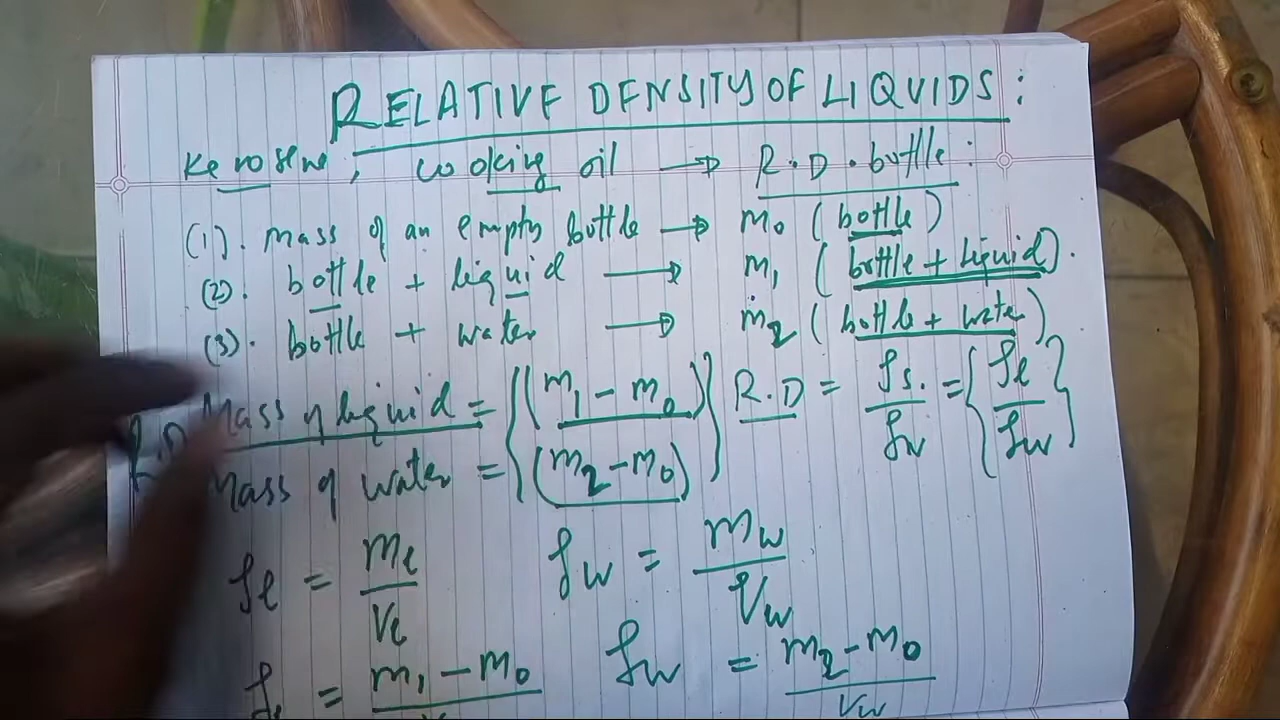 RELATIVE DENSITY OF LIQUIDS:
Kerosene, cooking oil → R.D. bottle:
(1). Mass of an empty bottle → m₀ (bottle)
(2). bottle + liquid → m₁ (bottle + liquid).
(3). bottle + water → m₂ (bottle + water)
Mass of liquid = {(m₁ – m₀) R.D = ρs. = {ρℓ
Mass of water = (m₂ – m₀)} ρw ρw}
ρℓ = mℓ / Vℓ ρw = mw / Vw
= m₁ – m₀ ρw = m₂ – m₀ / Vw